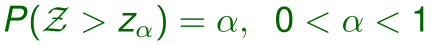 P(𝒵 > z_α) = α, 0 < α < 1